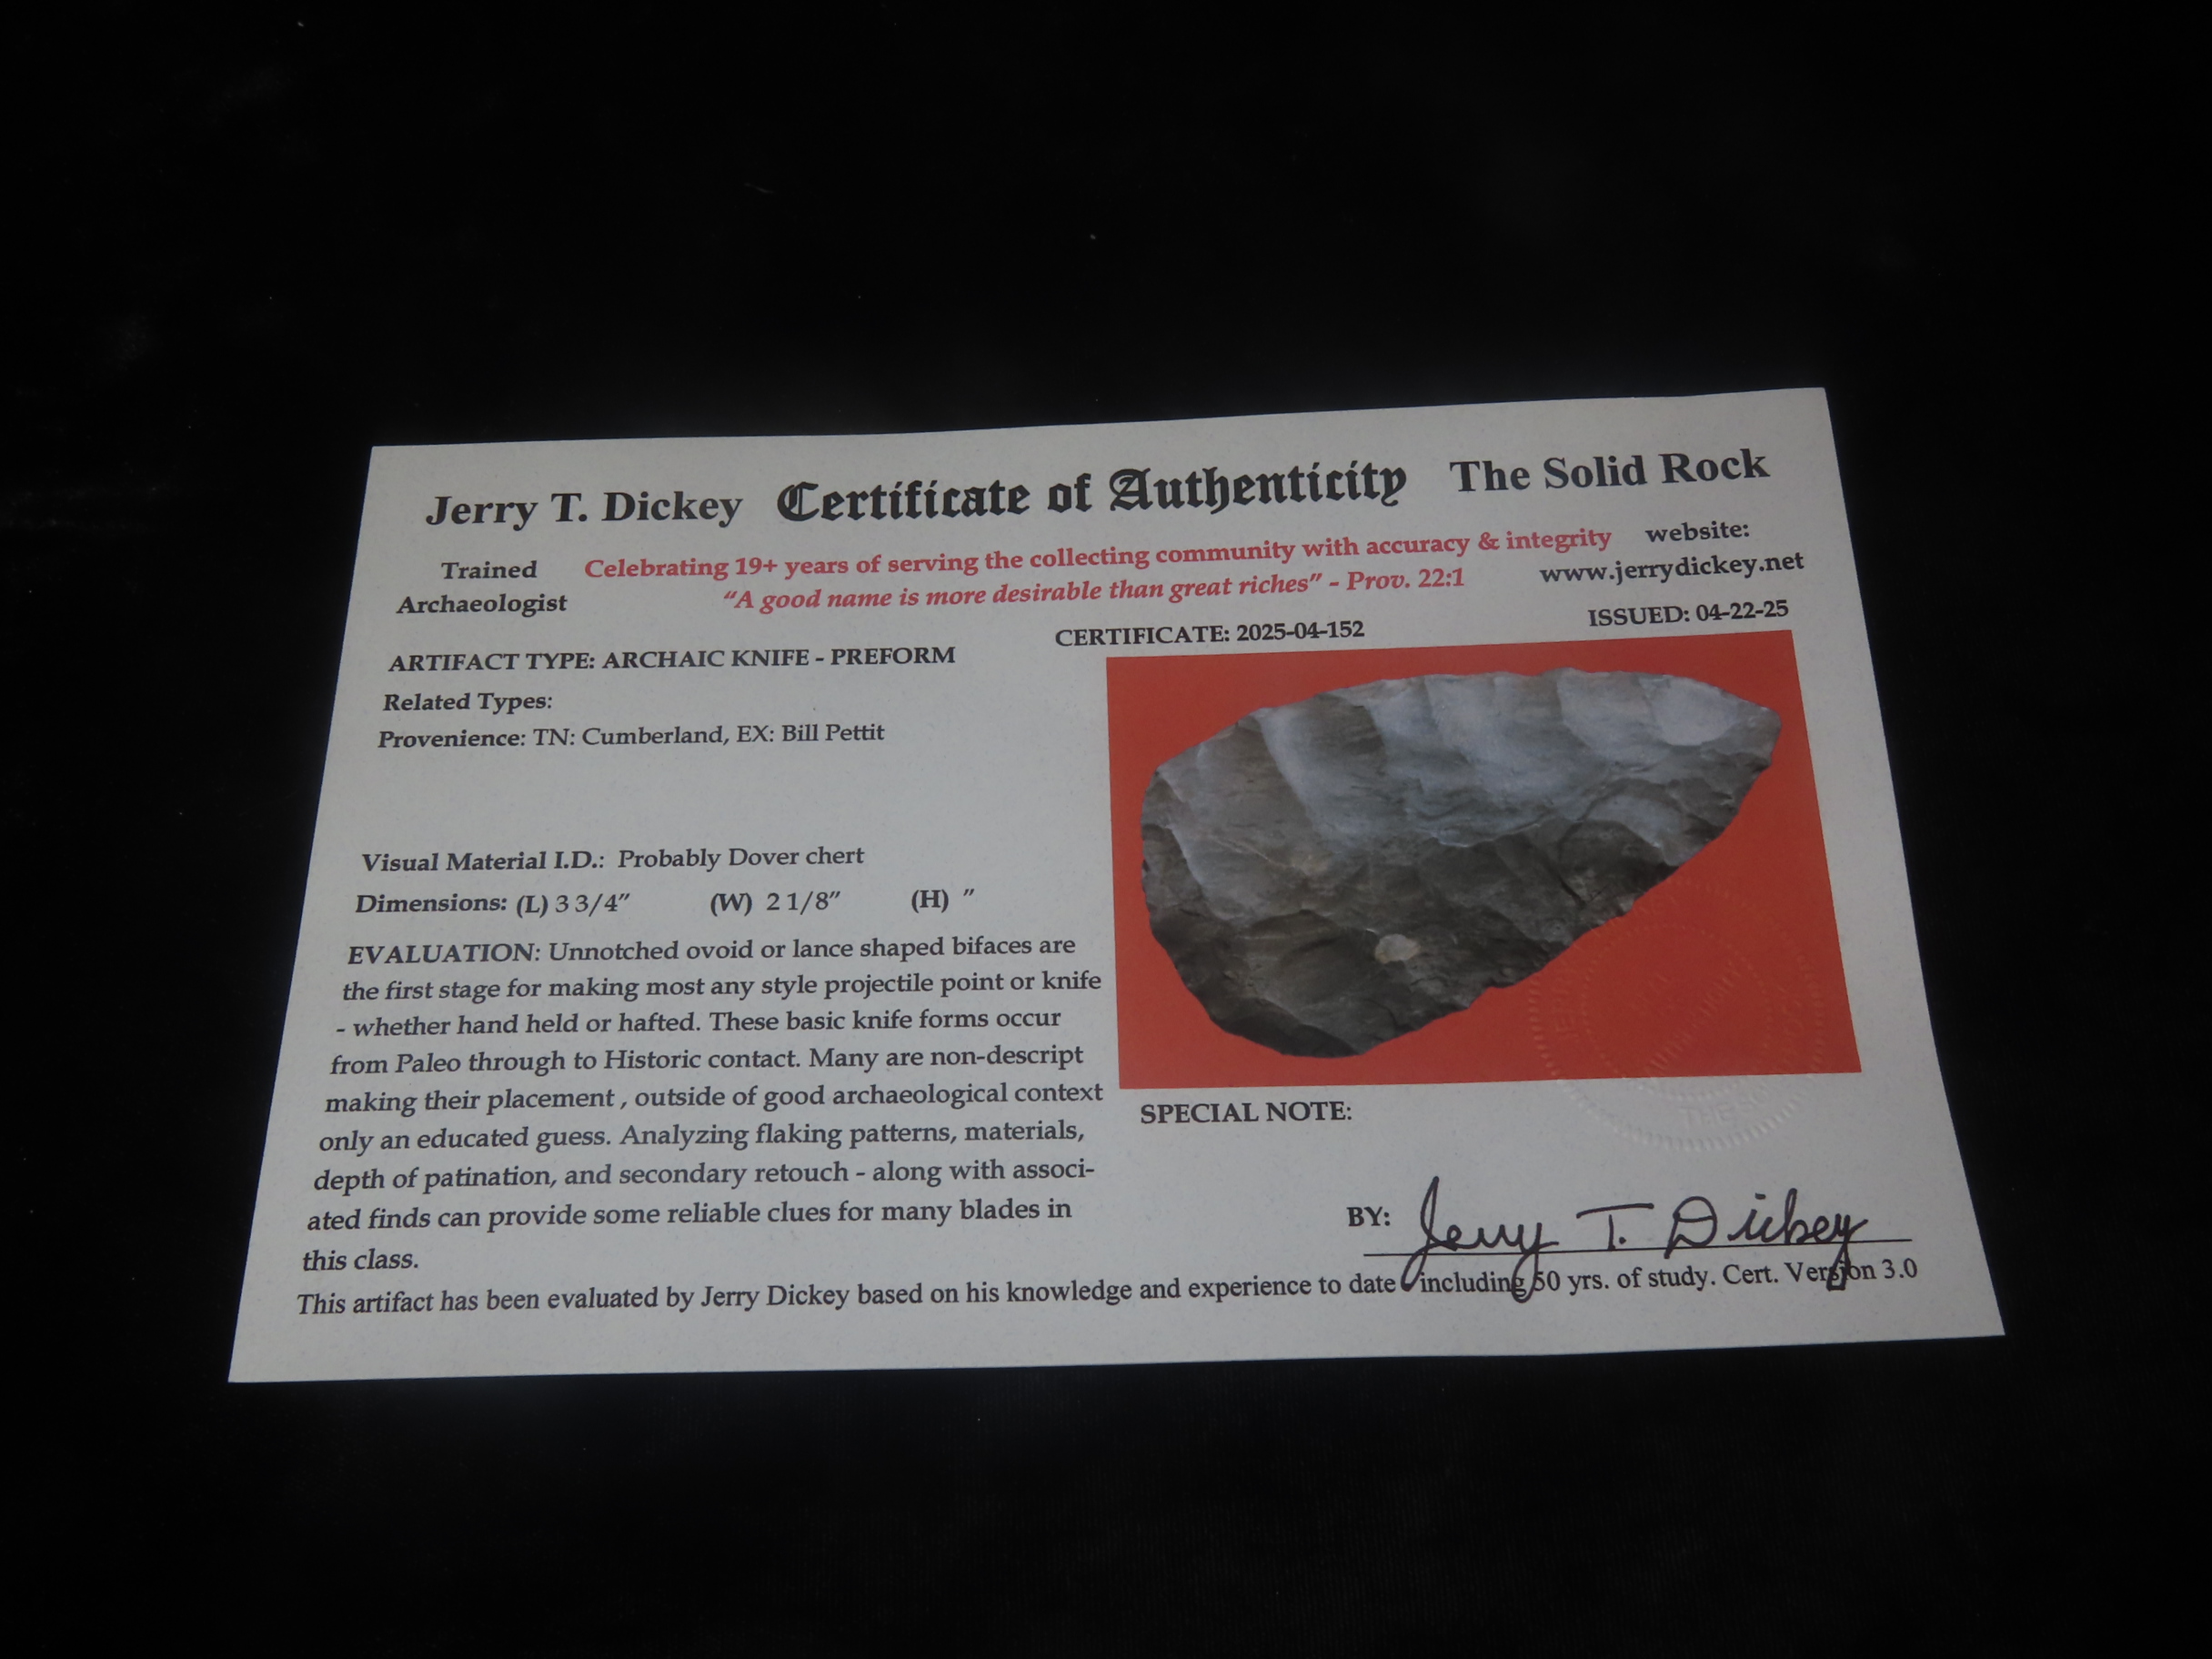 Jerry T. Dickey Certificate of Authenticity The Solid Rock
Trained
Archaeologist
Celebrating 19+ years of serving the collecting community with accuracy & integrity
“A good name is more desirable than great riches” - Prov. 22:1
website:
www.jerrydickey.net
CERTIFICATE: 2025-04-152
ISSUED: 04-22-25
ARTIFACT TYPE: ARCHAIC KNIFE - PREFORM
Related Types:
Provenience: TN: Cumberland, EX: Bill Pettit
Visual Material I.D.: Probably Dover chert
Dimensions: (L) 3 3/4” (W) 2 1/8” (H) ”
EVALUATION: Unnotched ovoid or lance shaped bifaces are
the first stage for making most any style projectile point or knife
- whether hand held or hafted. These basic knife forms occur
from Paleo through to Historic contact. Many are non-descript
making their placement , outside of good archaeological context
only an educated guess. Analyzing flaking patterns, materials,
depth of patination, and secondary retouch - along with associ-
ated finds can provide some reliable clues for many blades in
this class.
SPECIAL NOTE:
BY: Jerry T. Dickey
This artifact has been evaluated by Jerry Dickey based on his knowledge and experience to date including 50 yrs. of study. Cert. Version 3.0